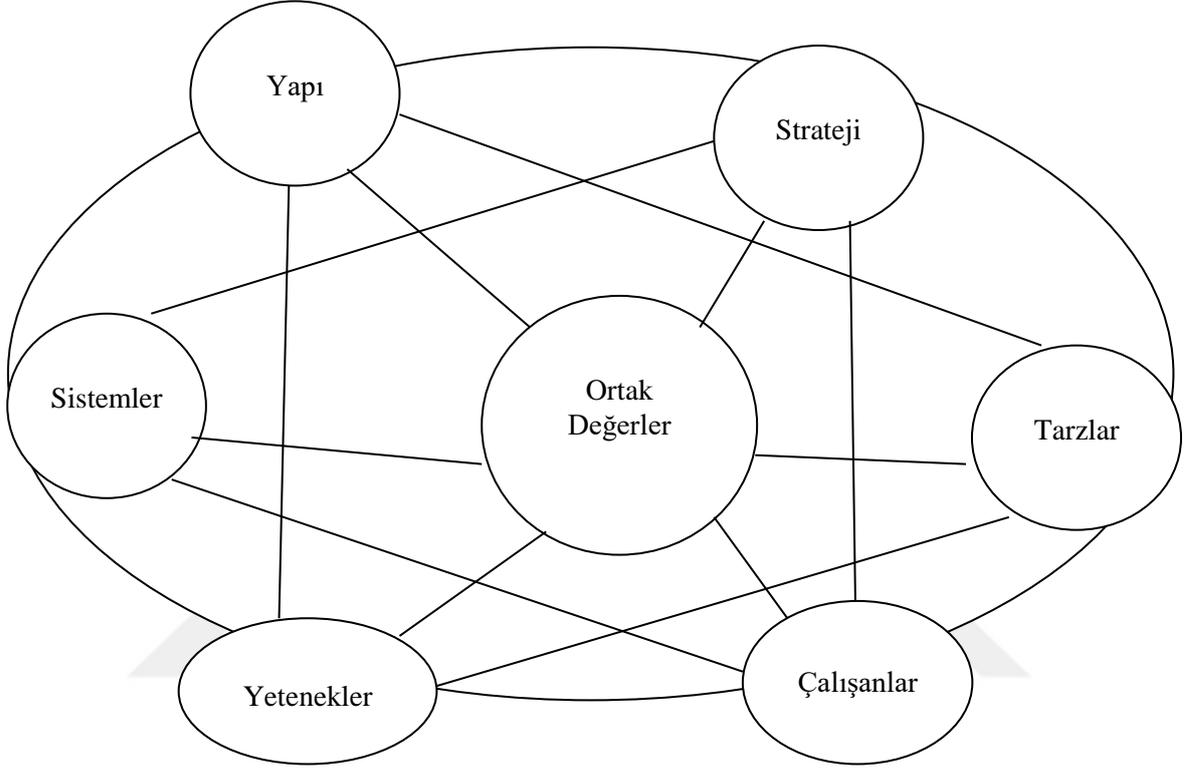 Yapı
Strateji
Sistemler
Ortak
Değerler
Tarzlar
Yetenekler
Çalışanlar